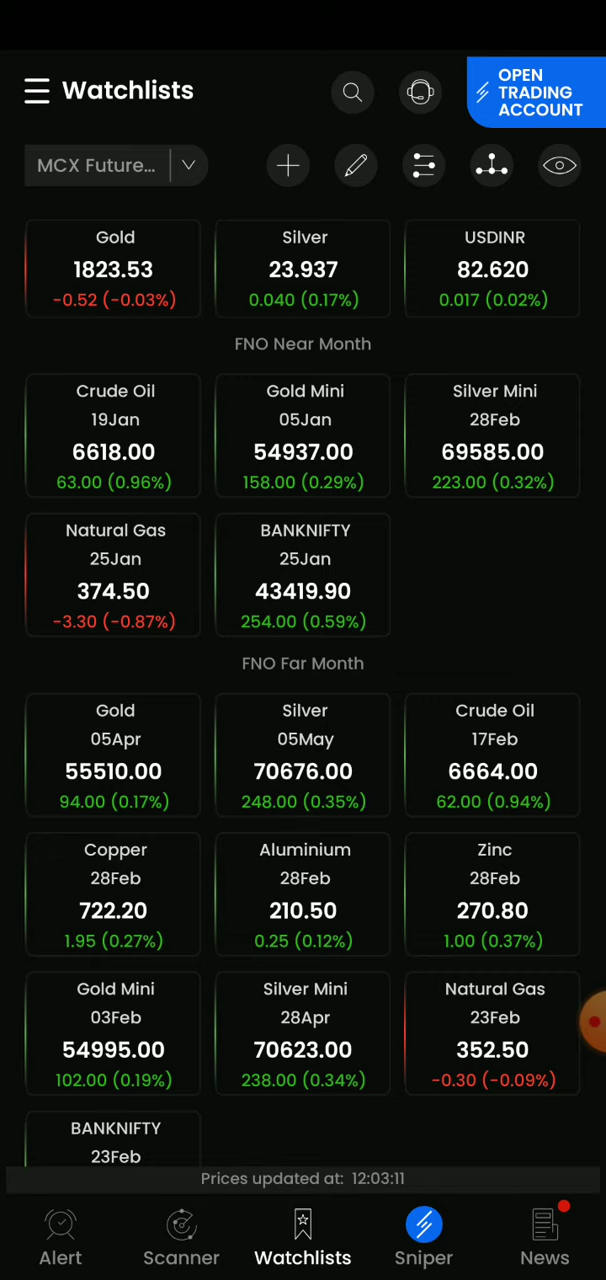 Watchlists
OPEN
TRADING
ACCOUNT
MCX Future...
Gold
1823.53
-0.52 (-0.03%)
Silver
23.937
0.040 (0.17%)
USDINR
82.620
0.017 (0.02%)
FNO Near Month
Crude Oil
19Jan
6618.00
63.00 (0.96%)
Gold Mini
05Jan
54937.00
158.00 (0.29%)
Silver Mini
28Feb
69585.00
223.00 (0.32%)
Natural Gas
25Jan
374.50
-3.30 (-0.87%)
BANKNIFTY
25Jan
43419.90
254.00 (0.59%)
FNO Far Month
Gold
05Apr
55510.00
94.00 (0.17%)
Silver
05May
70676.00
248.00 (0.35%)
Crude Oil
17Feb
6664.00
62.00 (0.94%)
Copper
28Feb
722.20
1.95 (0.27%)
Aluminium
28Feb
210.50
0.25 (0.12%)
Zinc
28Feb
270.80
1.00 (0.37%)
Gold Mini
03Feb
54995.00
102.00 (0.19%)
Silver Mini
28Apr
70623.00
238.00 (0.34%)
Natural Gas
23Feb
352.50
-0.30 (-0.09%)
BANKNIFTY
23Feb
Prices updated at: 12:03:11
Alert
Scanner
Watchlists
Sniper
News